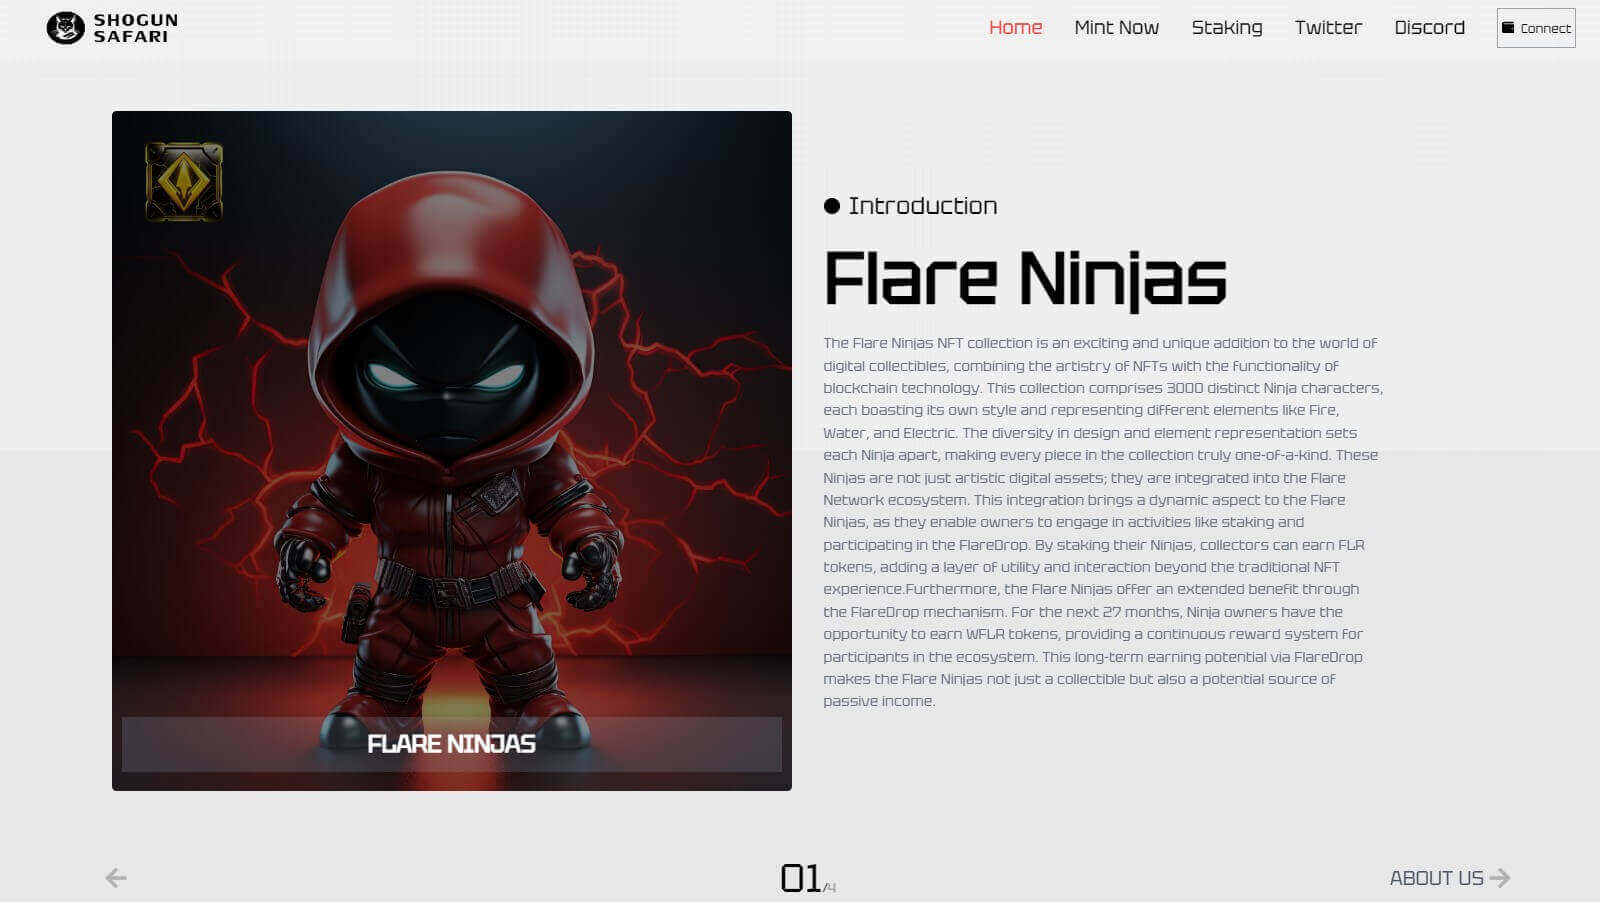 SHOGUN
SAFARI
Home Mint Now Staking Twitter Discord Connect
Introduction
Flare Ninjas
The Flare Ninjas NFT collection is an exciting and unique addition to the world of
digital collectibles, combining the artistry of NFTs with the functionality of
blockchain technology. This collection comprises 3000 distinct Ninja characters,
each boasting its own style and representing different elements like Fire,
Water, and Electric. The diversity in design and element representation sets
each Ninja apart, making every piece in the collection truly one-of-a-kind. These
Ninjas are not just artistic digital assets; they are integrated into the Flare
Network ecosystem. This integration brings a dynamic aspect to the Flare
Ninjas, as they enable owners to engage in activities like staking and
participating in the FlareDrop. By staking their Ninjas, collectors can earn FLR
tokens, adding a layer of utility and interaction beyond the traditional NFT
experience.Furthermore, the Flare Ninjas offer an extended benefit through
the FlareDrop mechanism. For the next 27 months, Ninja owners have the
opportunity to earn WFLR tokens, providing a continuous reward system for
participants in the ecosystem. This long-term earning potential via FlareDrop
makes the Flare Ninjas not just a collectible but also a potential source of
passive income.
FLARE NINJAS
01/4
ABOUT US